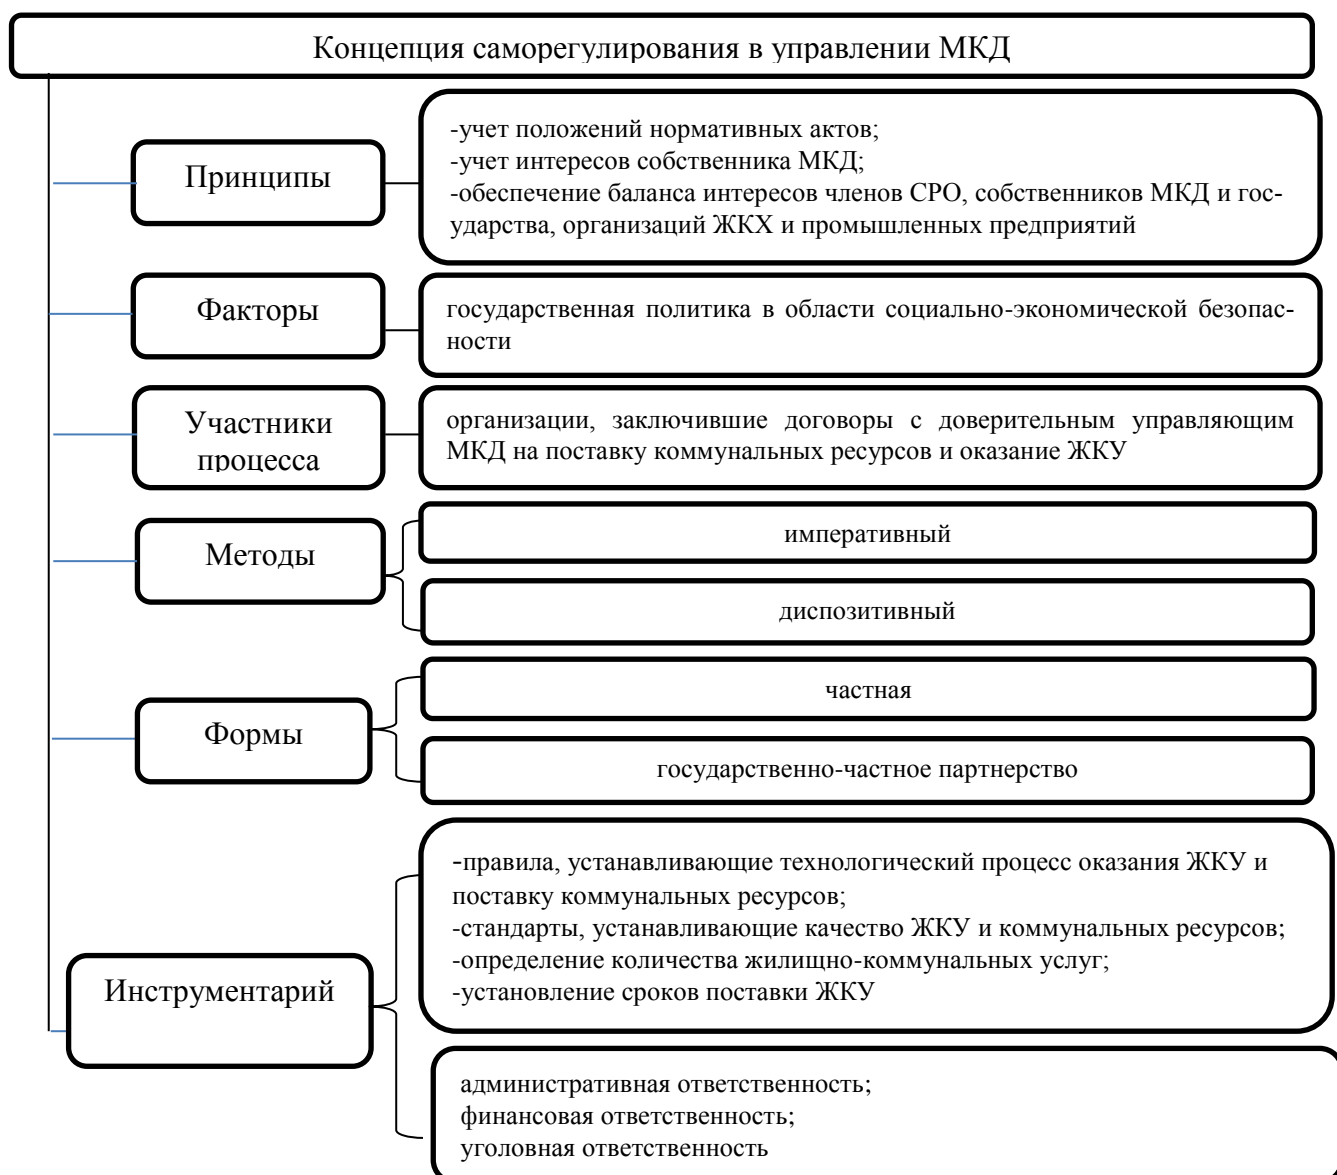 Концепция саморегулирования в управлении МКД
Принципы
-учет положений нормативных актов;
-учет интересов собственника МКД;
-обеспечение баланса интересов членов СРО, собственников МКД и гос-
ударства, организаций ЖКХ и промышленных предприятий
Факторы
государственная политика в области социально-экономической безопас-
ности
Участники
процесса
организации, заключившие договоры с доверительным управляющим
МКД на поставку коммунальных ресурсов и оказание ЖКУ
Методы
императивный
диспозитивный
Формы
частная
государственно-частное партнерство
Инструментарий
-правила, устанавливающие технологический процесс оказания ЖКУ и
поставку коммунальных ресурсов;
-стандарты, устанавливающие качество ЖКУ и коммунальных ресурсов;
-определение количества жилищно-коммунальных услуг;
-установление сроков поставки ЖКУ
административная ответственность;
финансовая ответственность;
уголовная ответственность